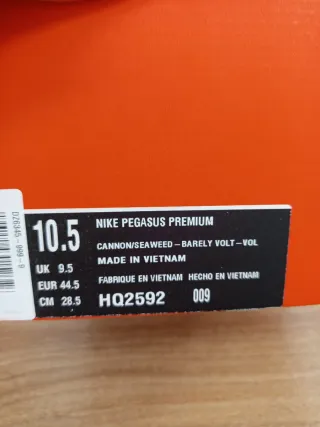 10.5
UK 9.5
EUR 44.5
CM 28.5
NIKE PEGASUS PREMIUM
CANNON/SEAWEED-BARELY VOLT-VOL
MADE IN VIETNAM
FABRIQUE EN VIETNAM HECHO EN VIETNAM
HQ2592 009